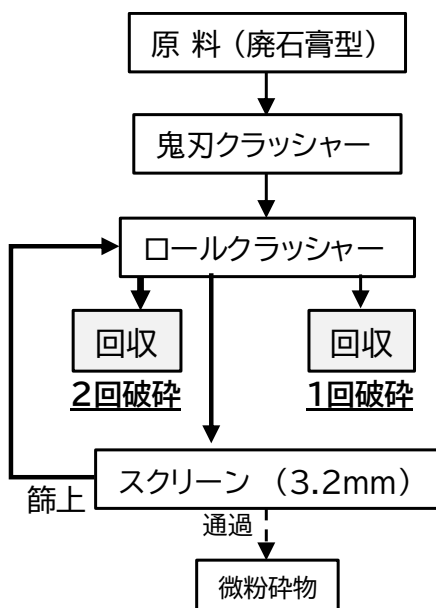 原 料（廃石膏型）
鬼刃クラッシャー
ロールクラッシャー
回収
回収
2回破砕
1回破砕
スクリーン （3.2mm）
篩上
通過
微粉砕物